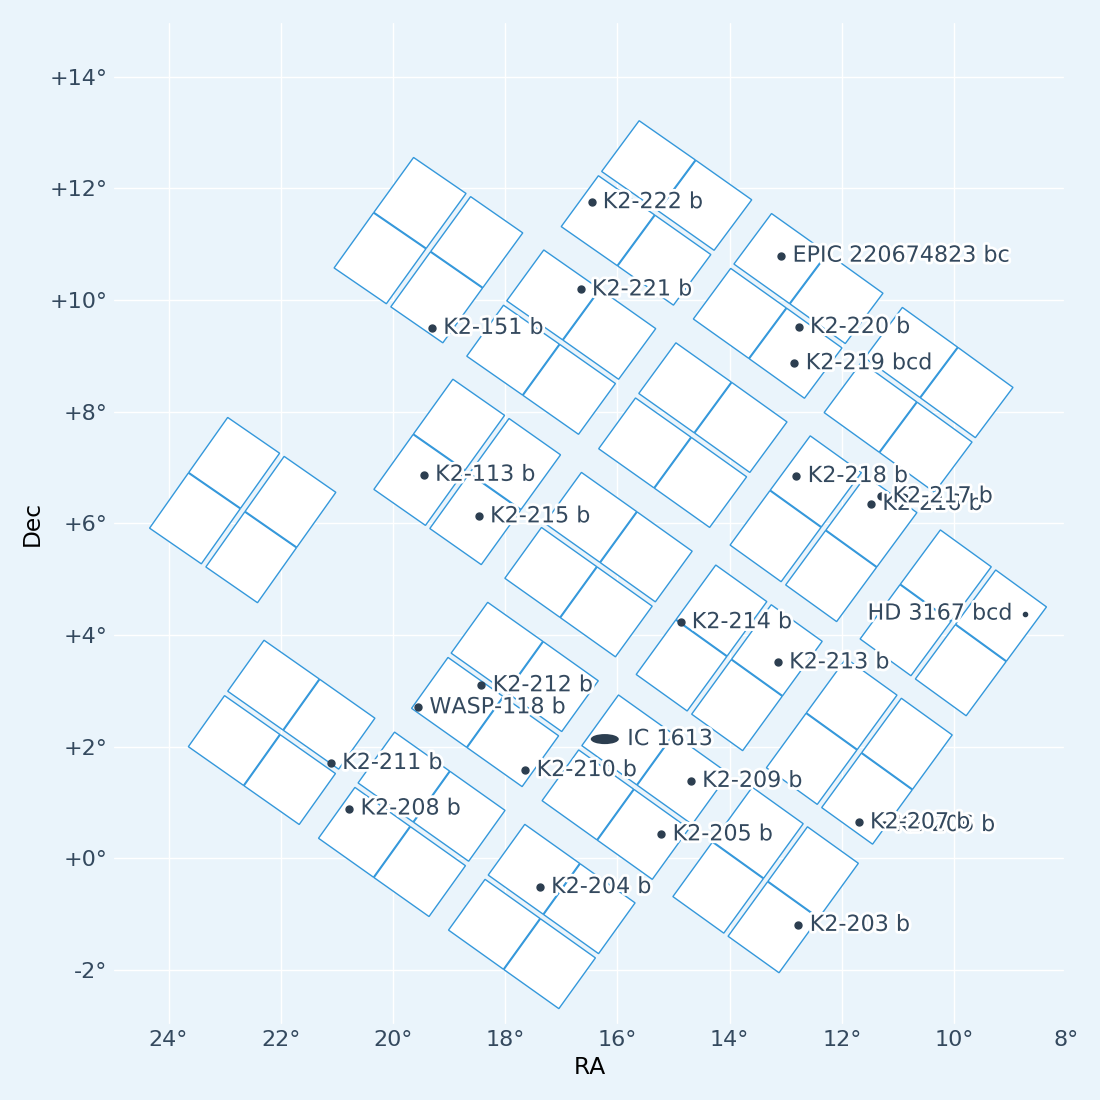 +14°
+12°
K2-222 b
EPIC 220674823 bc
+10°
K2-221 b
K2-151 b
K2-220 b
K2-219 bcd
+8°
K2-113 b
K2-218 b
K2-217 b
+6°
K2-215 b
HD 3167 bcd
+4°
K2-214 b
K2-213 b
K2-212 b
WASP-118 b
+2°
IC 1613
K2-211 b
K2-210 b
K2-209 b
K2-208 b
K2-207 b
K2-205 b
+0°
K2-204 b
K2-203 b
-2°
24°
22°
20°
18°
16°
14°
12°
10°
8°
RA
Dec